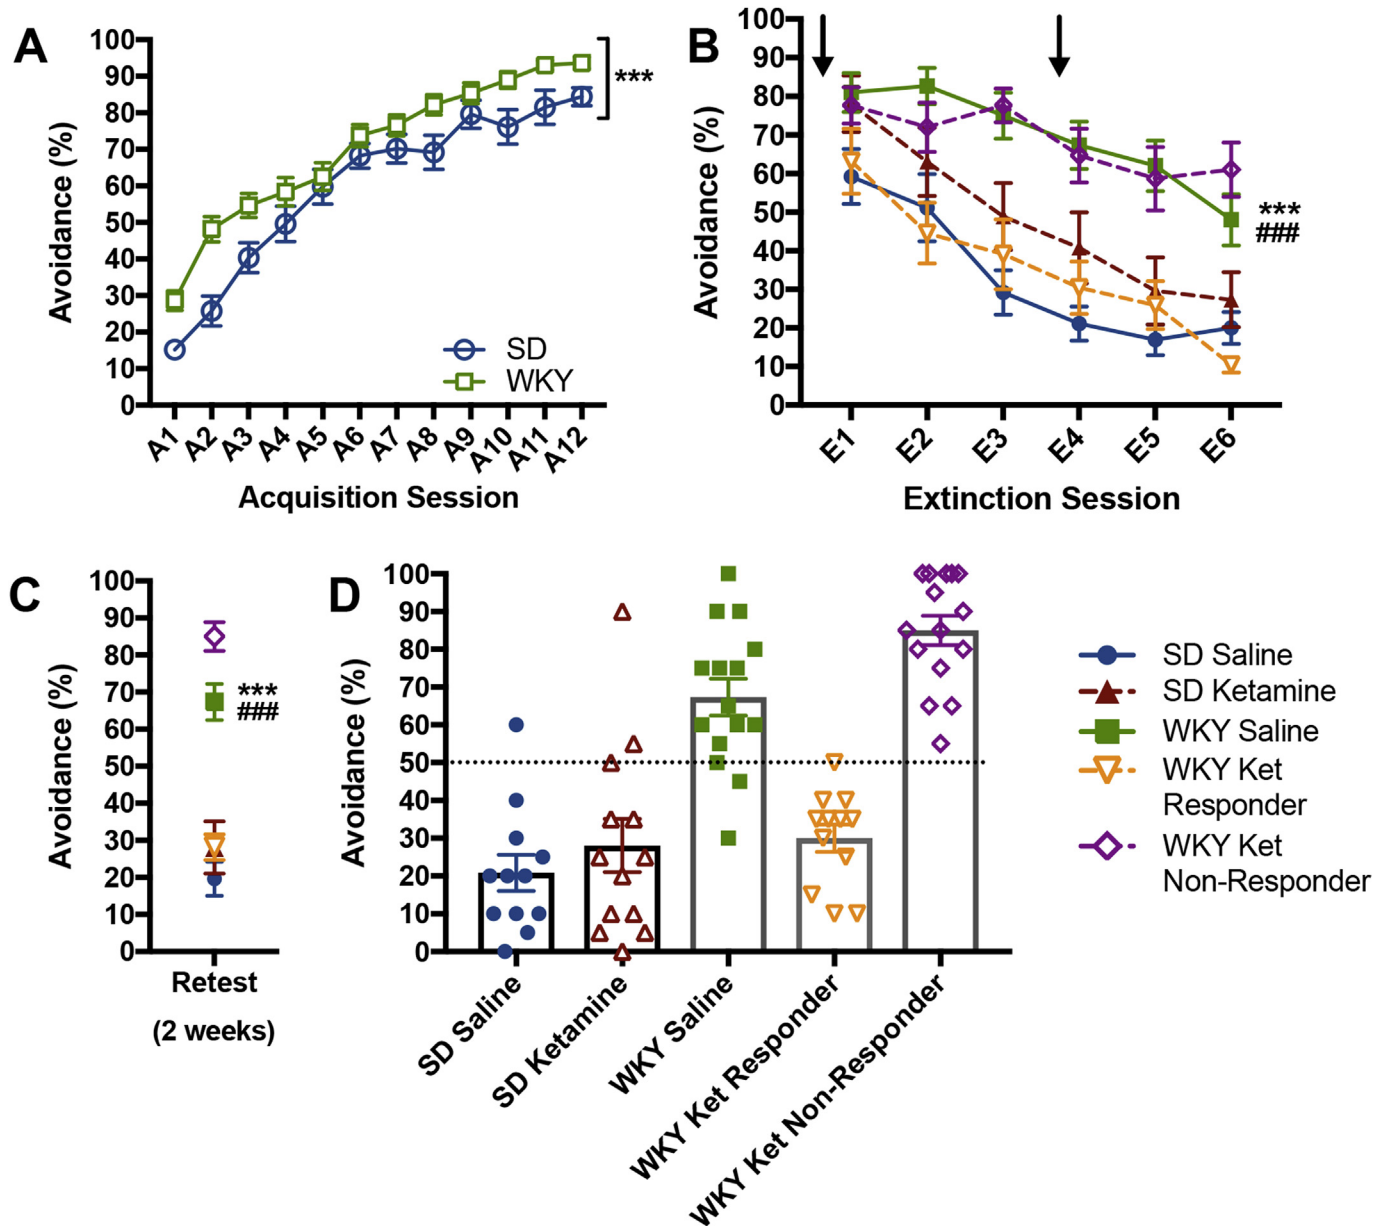 A
100
90
80
70
60
50
40
30
20
10
0
Avoidance (%)
***
SD
WKY
A1 A2 A3 A4 A5 A6 A7 A8 A9 A10 A11 A12
Acquisition Session
B
100
90
80
70
60
50
40
30
20
10
0
Avoidance (%)
***
###
E1 E2 E3 E4 E5 E6
Extinction Session
C
100
90
80
70
60
50
40
30
20
10
0
Avoidance (%)
***
###
Retest
(2 weeks)
D
100
90
80
70
60
50
40
30
20
10
0
Avoidance (%)
SD Saline
SD Ketamine
WKY Saline
WKY Ket Responder
WKY Ket Non-Responder
SD Saline
SD Ketamine
WKY Saline
WKY Ket
Responder
WKY Ket
Non-Responder